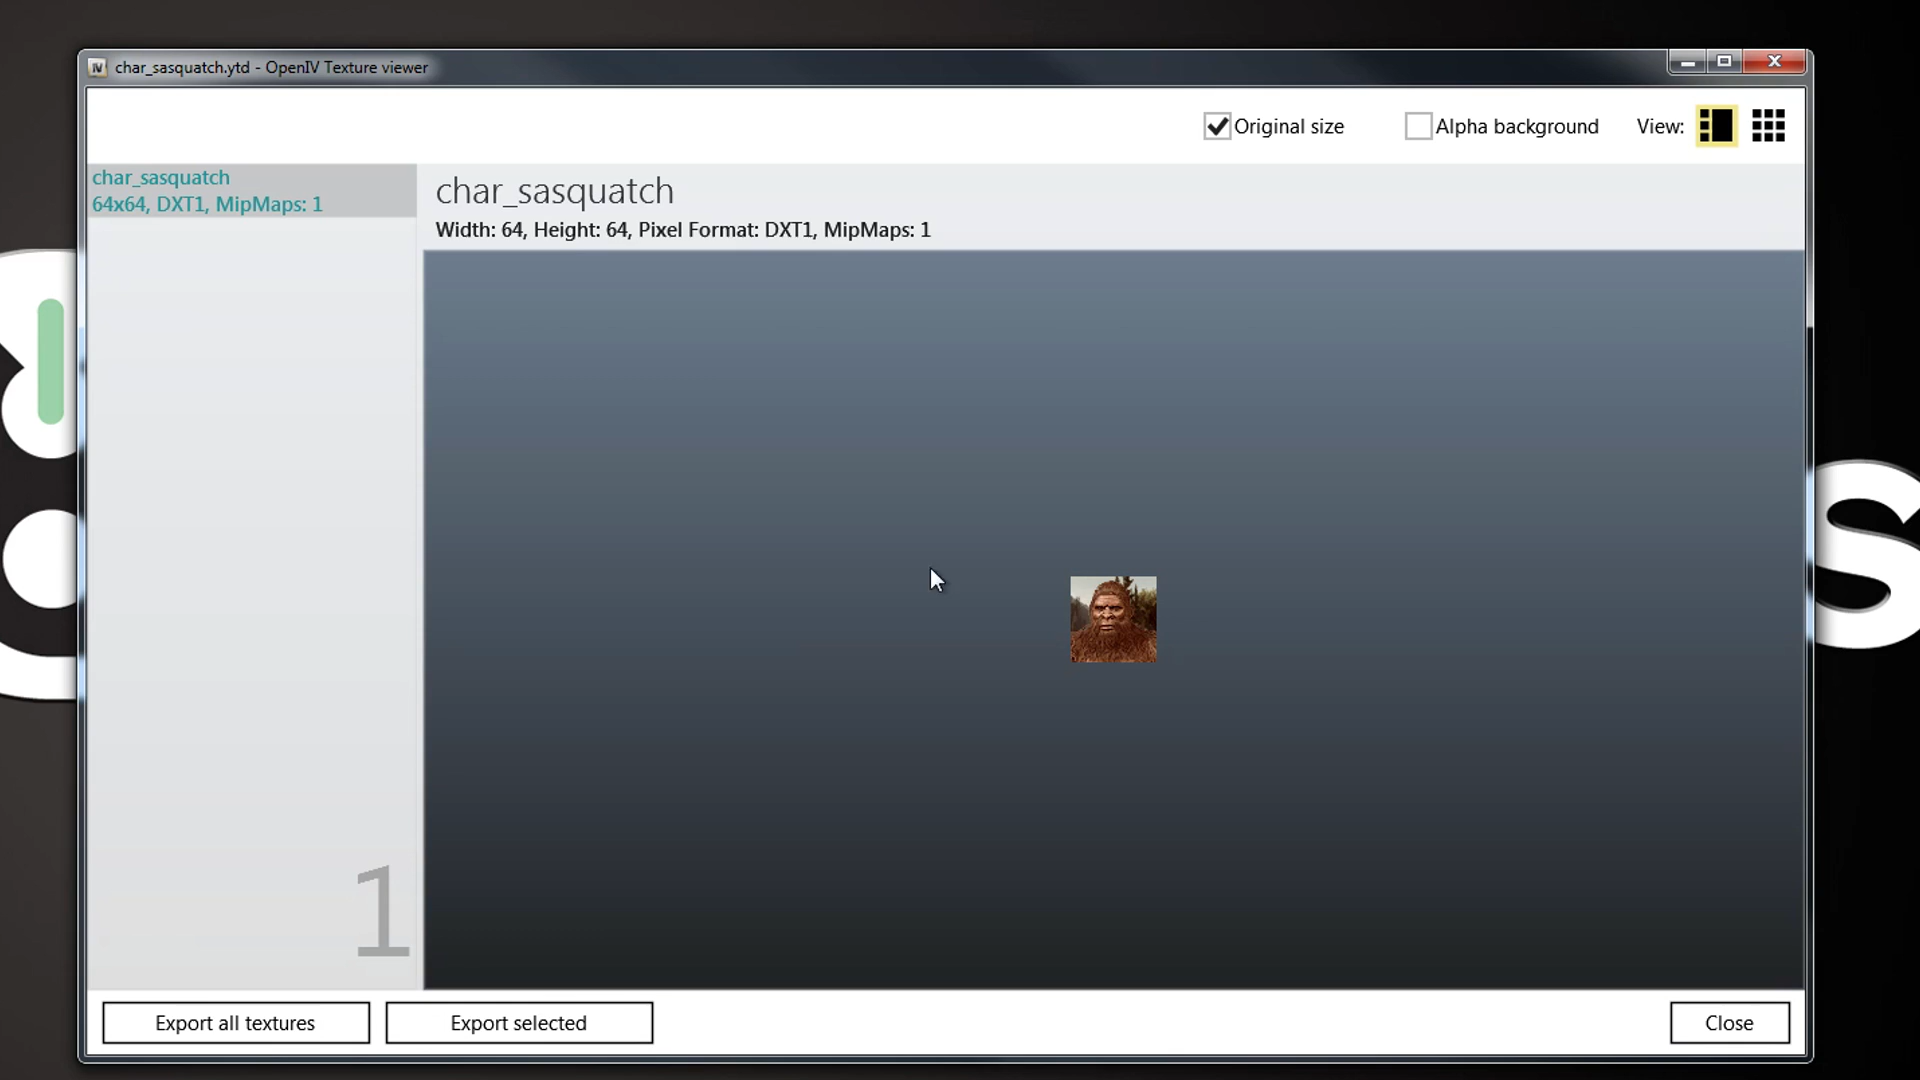 char_sasquatch.ytd - OpenIV Texture viewer
Original size
Alpha background
View:
char_sasquatch
64x64, DXT1, MipMaps: 1
char_sasquatch
Width: 64, Height: 64, Pixel Format: DXT1, MipMaps: 1
1
Export all textures
Export selected
Close
s